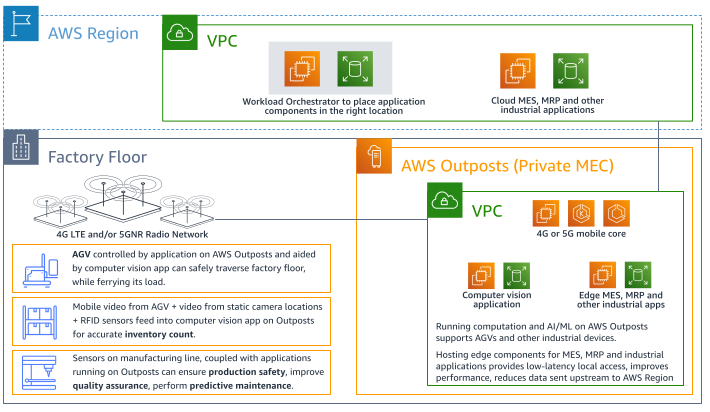 AWS Region
VPC
Workload Orchestrator to place application
components in the right location
Cloud MES, MRP and other
industrial applications
Factory Floor
4G LTE and/or 5GNR Radio Network
AGV controlled by application on AWS Outposts and aided
by computer vision app can safely traverse factory floor,
while ferrying its load.
Mobile video from AGV + video from static camera locations
+ RFID sensors feed into computer vision app on Outposts
for accurate inventory count.
Sensors on manufacturing line, coupled with applications
running on Outposts can ensure production safety, improve
quality assurance, perform predictive maintenance.
AWS Outposts (Private MEC)
VPC
4G or 5G mobile core
Computer vision
application
Edge MES, MRP and
other industrial apps
Running computation and AI/ML on AWS Outposts
supports AGVs and other industrial devices.
Hosting edge components for MES, MRP and industrial
applications provides low-latency local access, improves
performance, reduces data sent upstream to AWS Region